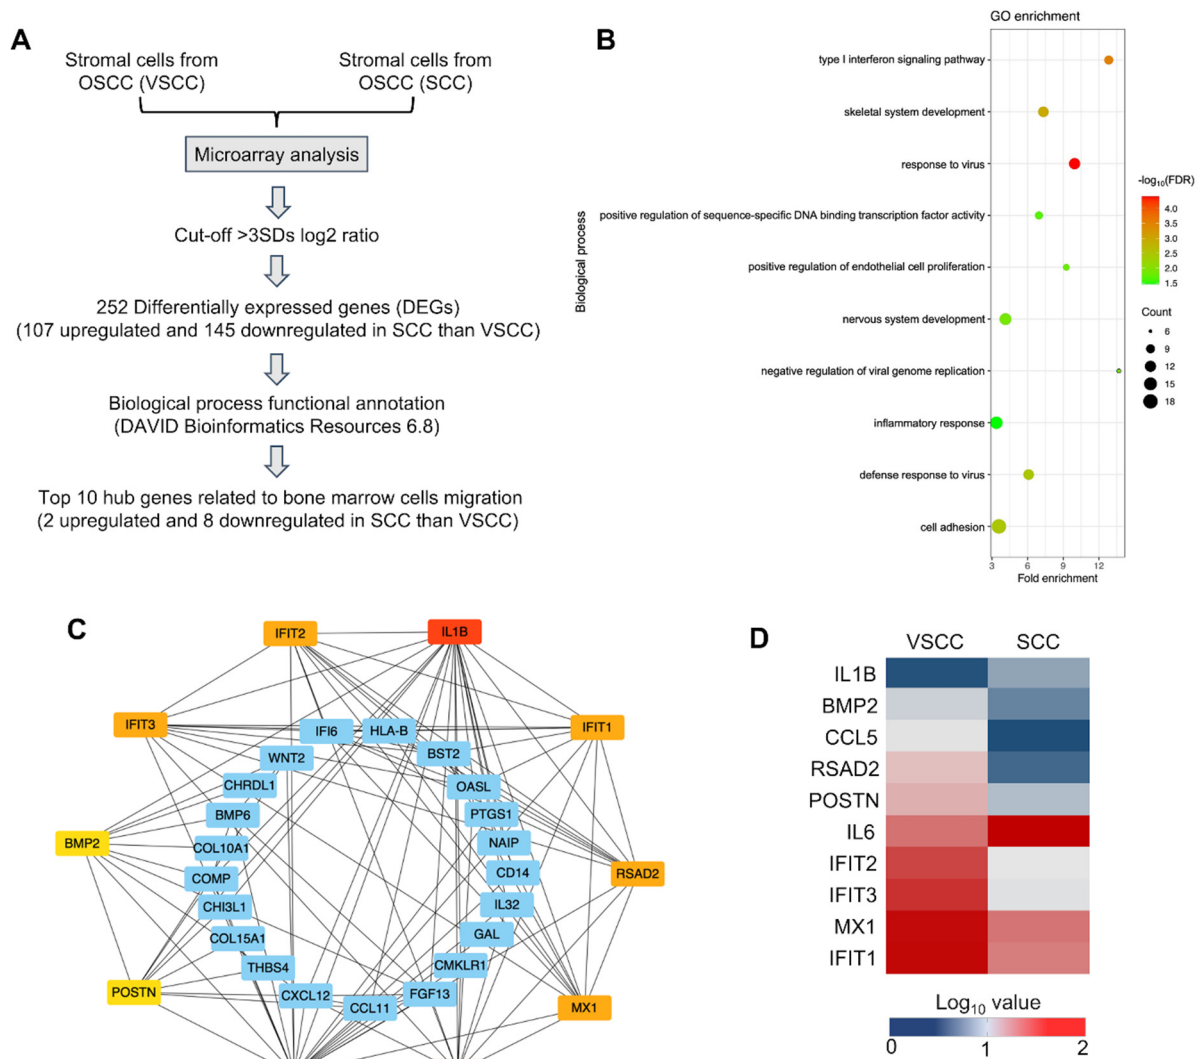 A
Stromal cells from
OSCC (VSCC)
Stromal cells from
OSCC (SCC)
Microarray analysis
Cut-off >3SDs log2 ratio
252 Differentially expressed genes (DEGs)
(107 upregulated and 145 downregulated in SCC than VSCC)
Biological process functional annotation
(DAVID Bioinformatics Resources 6.8)
Top 10 hub genes related to bone marrow cells migration
(2 upregulated and 8 downregulated in SCC than VSCC)
B
GO enrichment
Biological process
type I interferon signaling pathway
skeletal system development
response to virus
positive regulation of sequence-specific DNA binding transcription factor activity
positive regulation of endothelial cell proliferation
nervous system development
negative regulation of viral genome replication
inflammatory response
defense response to virus
cell adhesion
3 6 9 12
Fold enrichment
-log10(FDR)
4.0
3.5
3.0
2.5
2.0
1.5
Count
6
9
12
15
18
C
IFIT2
IL1B
IFIT3
IFIT1
IFI6
HLA-B
WNT2
BST2
CHRDL1
OASL
BMP6
PTGS1
BMP2
COL10A1
NAIP
COMP
CD14
RSAD2
CHI3L1
IL32
COL15A1
GAL
THBS4
CMKLR1
POSTN
CXCL12
CCL11
FGF13
MX1
D
VSCC SCC
IL1B
BMP2
CCL5
RSAD2
POSTN
IL6
IFIT2
IFIT3
MX1
IFIT1
Log10 value
0 1 2